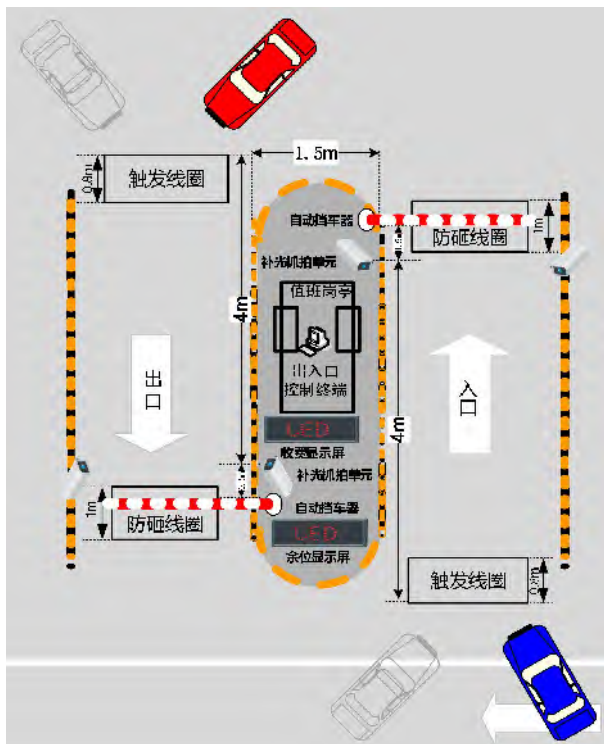 1.5m
0.8m
触发线圈
自动挡车器
防砸线圈
1m
补光抓拍单元
值班岗亭
4m
出入口
控制终端
出口
入口
4m
LED
收费显示屏
补光抓拍单元
1m
防砸线圈
自动挡车器
LED
余位显示屏
触发线圈
0.8m